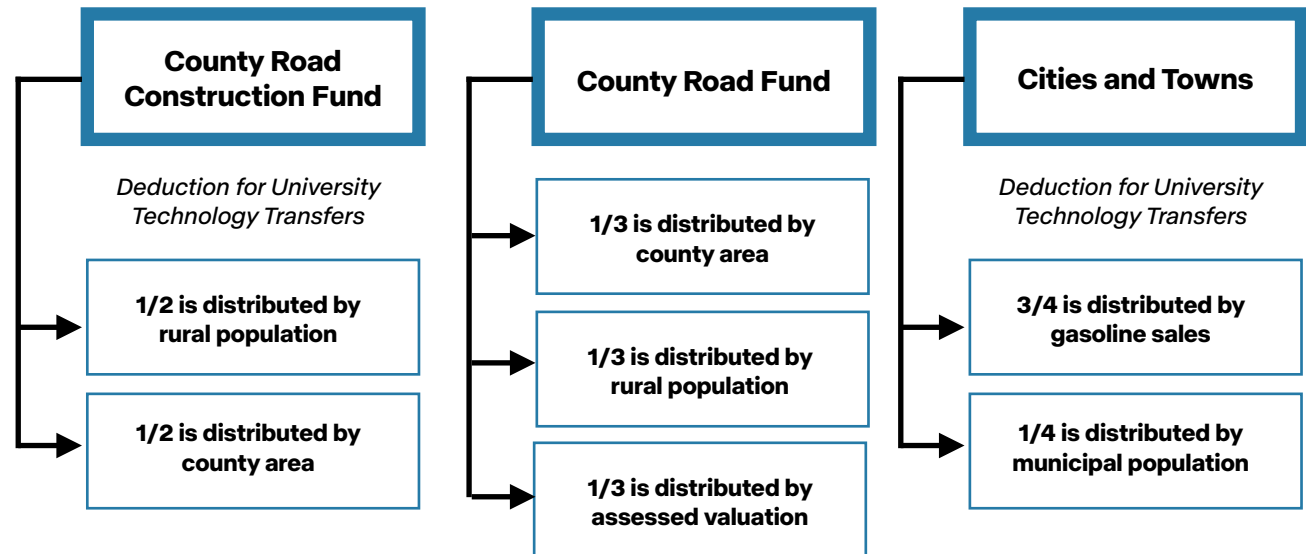 County Road
Construction Fund
Deduction for University
Technology Transfers
1/2 is distributed by
rural population
1/2 is distributed by
county area
County Road Fund
1/3 is distributed by
county area
1/3 is distributed by
rural population
1/3 is distributed by
assessed valuation
Cities and Towns
Deduction for University
Technology Transfers
3/4 is distributed by
gasoline sales
1/4 is distributed by
municipal population